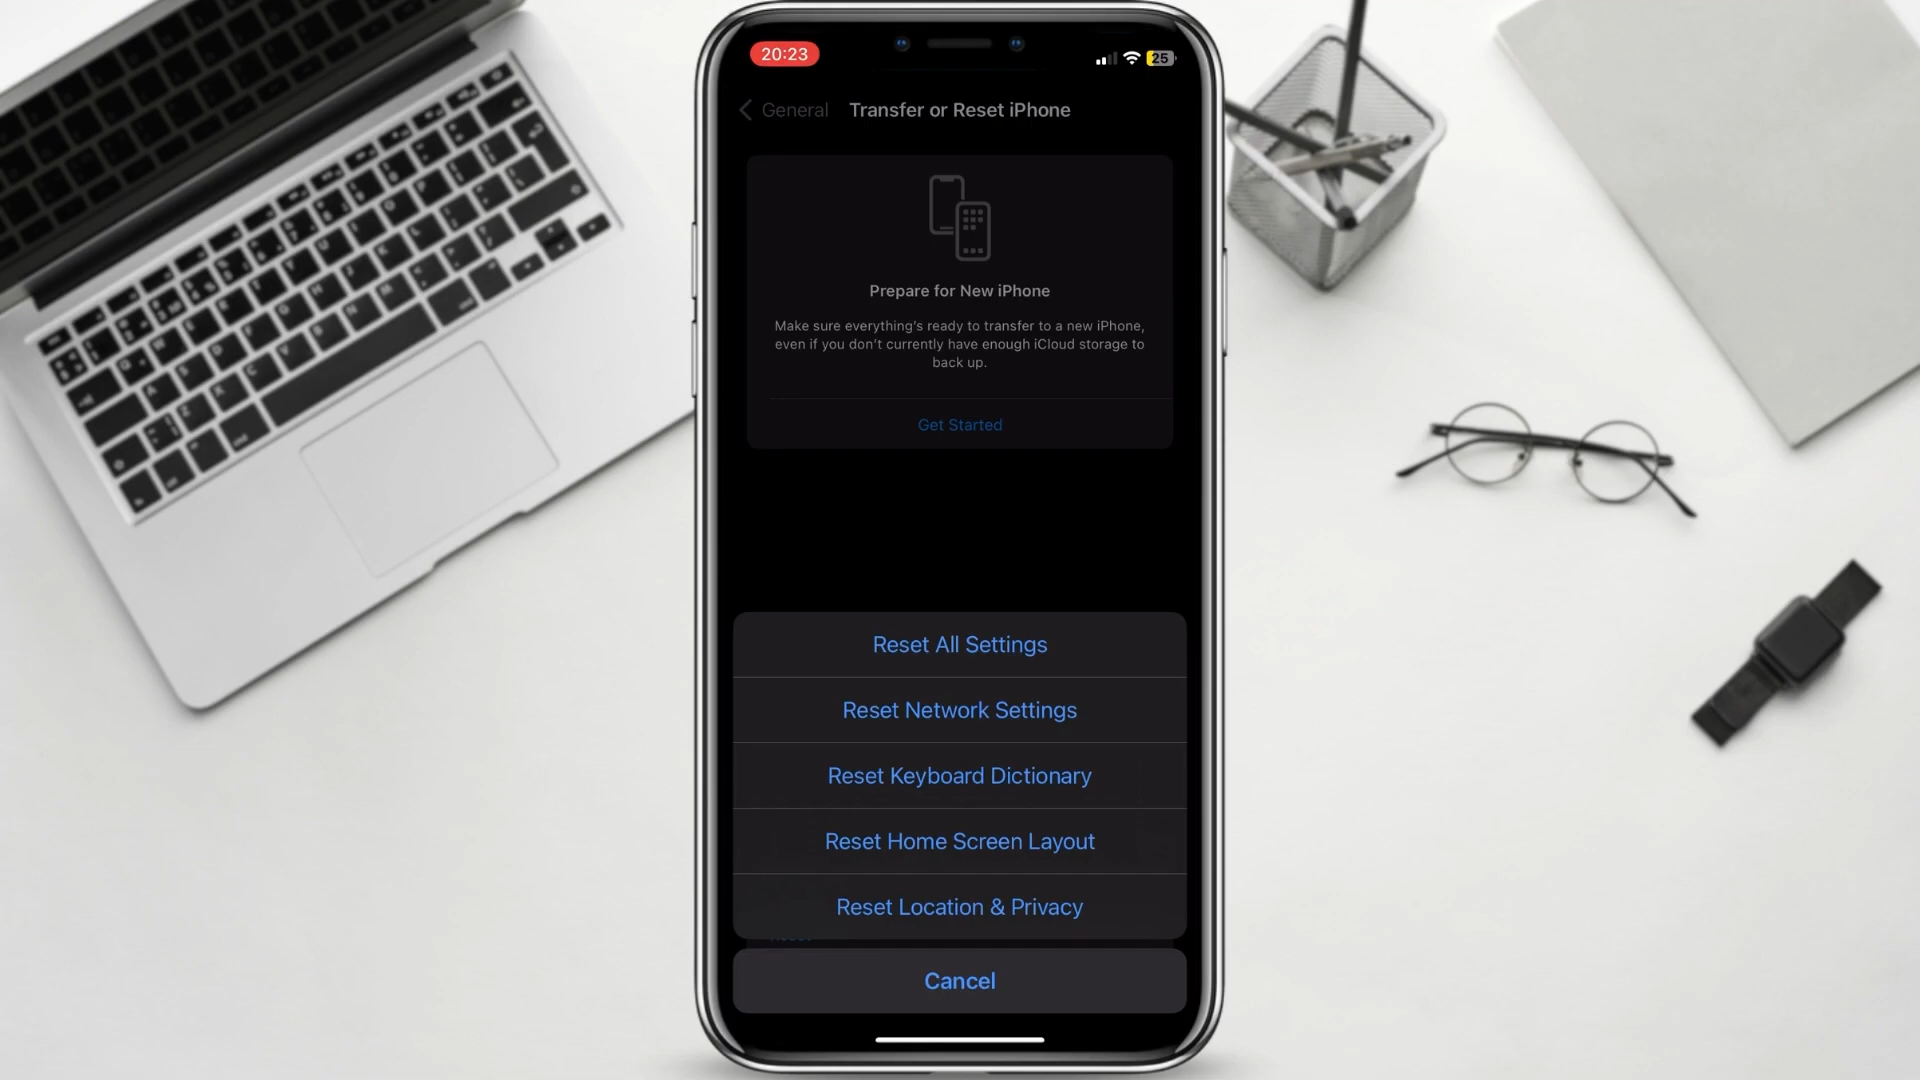 20:23
25
General
Transfer or Reset iPhone
Prepare for New iPhone
Make sure everything's ready to transfer to a new iPhone,
even if you don't currently have enough iCloud storage to
back up.
Get Started
Reset All Settings
Reset Network Settings
Reset Keyboard Dictionary
Reset Home Screen Layout
Reset Location & Privacy
Cancel